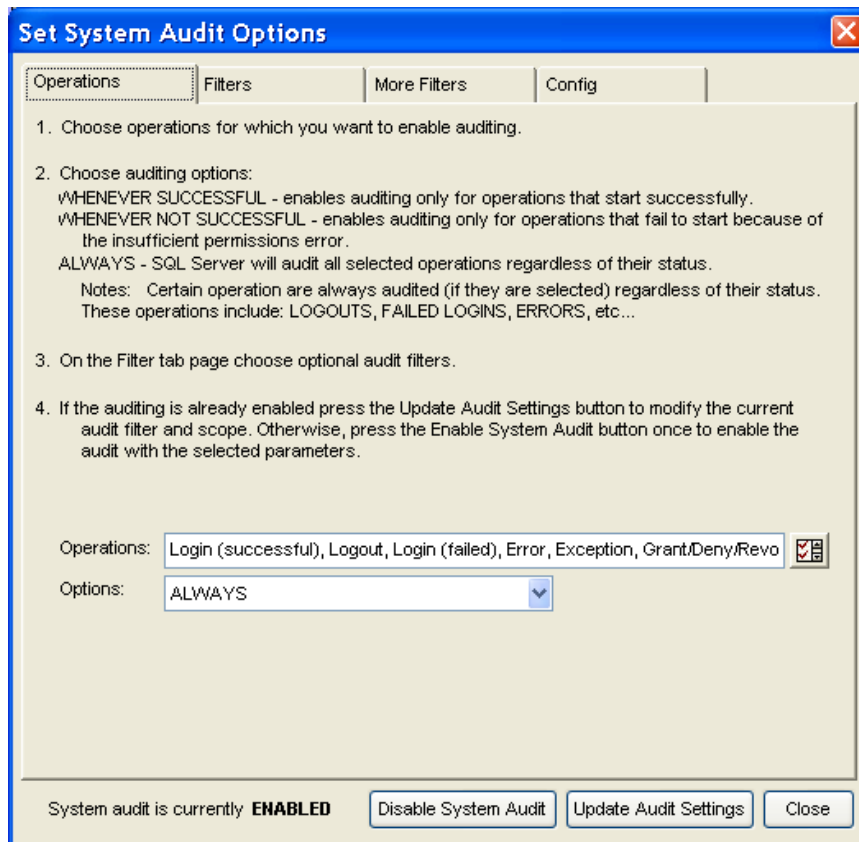 Set System Audit Options
Operations Filters More Filters Config
1. Choose operations for which you want to enable auditing.
2. Choose auditing options:
WHENEVER SUCCESSFUL - enables auditing only for operations that start successfully.
WHENEVER NOT SUCCESSFUL - enables auditing only for operations that fail to start because of
the insufficient permissions error.
ALWAYS - SQL Server will audit all selected operations regardless of their status.
Notes: Certain operation are always audited (if they are selected) regardless of their status.
These operations include: LOGOUTS, FAILED LOGINS, ERRORS, etc...
3. On the Filter tab page choose optional audit filters.
4. If the auditing is already enabled press the Update Audit Settings button to modify the current
audit filter and scope. Otherwise, press the Enable System Audit button once to enable the
audit with the selected parameters.
Operations: Login (successful), Logout, Login (failed), Error, Exception, Grant/Deny/Revo
Options: ALWAYS
System audit is currently ENABLED Disable System Audit Update Audit Settings Close